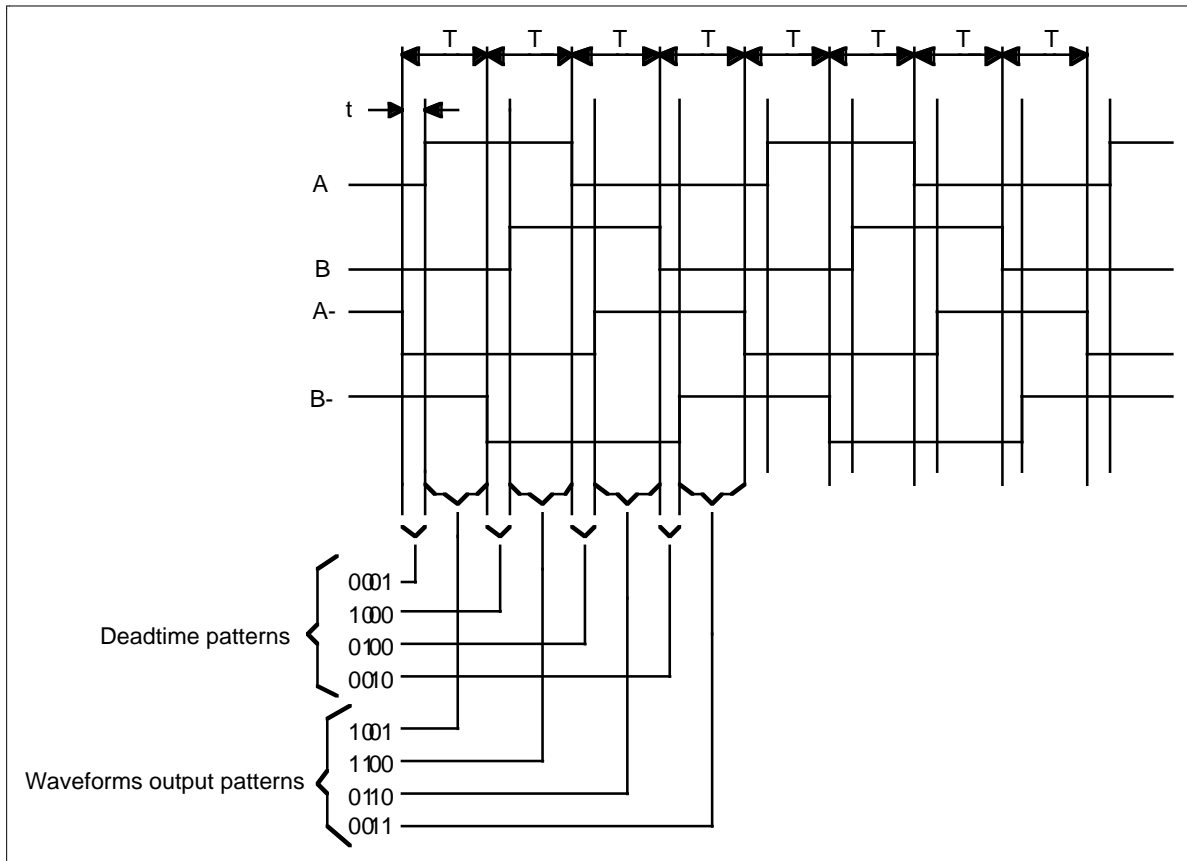 T T T T T T T T
t
A
B
A-
B-
0001
1000
0100
0010
Deadtime patterns
1001
1100
0110
0011
Waveforms output patterns